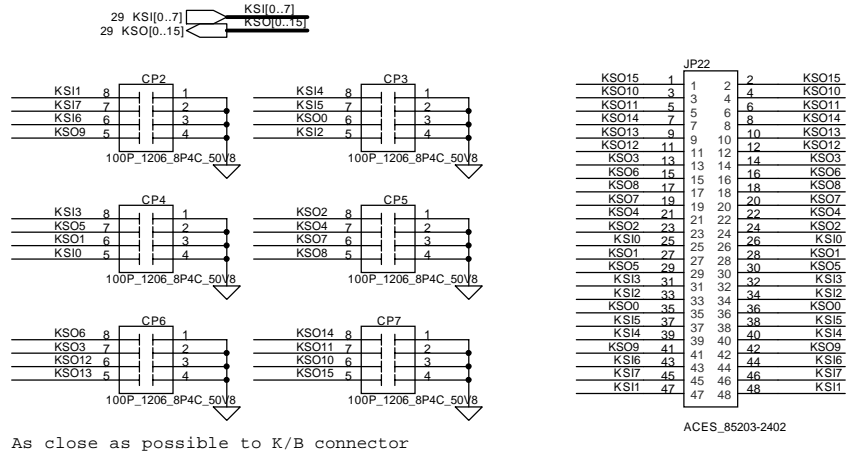 29 KSI[0..7] KSI[0..7]
29 KSO[0..15] KSO[0..15]
CP2
KSI1 8 1
KSI7 7 2
KSI6 6 3
KSO9 5 4
100P_1206_8P4C_50V8
CP3
KSI4 8 1
KSI5 7 2
KSO0 6 3
KSI2 5 4
100P_1206_8P4C_50V8
CP4
KSI3 8 1
KSO5 7 2
KSO1 6 3
KSI0 5 4
100P_1206_8P4C_50V8
CP5
KSO2 8 1
KSO4 7 2
KSO7 6 3
KSO8 5 4
100P_1206_8P4C_50V8
CP6
KSO6 8 1
KSO3 7 2
KSO12 6 3
KSO13 5 4
100P_1206_8P4C_50V8
CP7
KSO14 8 1
KSO11 7 2
KSO10 6 3
KSO15 5 4
100P_1206_8P4C_50V8
As close as possible to K/B connector
JP22
KSO15 1 1 2 2 KSO15
KSO10 3 3 4 4 KSO10
KSO11 5 5 6 6 KSO11
KSO14 7 7 8 8 KSO14
KSO13 9 9 10 10 KSO13
KSO12 11 11 12 12 KSO12
KSO3 13 13 14 14 KSO3
KSO6 15 15 16 16 KSO6
KSO8 17 17 18 18 KSO8
KSO7 19 19 20 20 KSO7
KSO4 21 21 22 22 KSO4
KSO2 23 23 24 24 KSO2
KSI0 25 25 26 26 KSI0
KSO1 27 27 28 28 KSO1
KSO5 29 29 30 30 KSO5
KSI3 31 31 32 32 KSI3
KSI2 33 33 34 34 KSI2
KSO0 35 35 36 36 KSO0
KSI5 37 37 38 38 KSI5
KSI4 39 39 40 40 KSI4
KSO9 41 41 42 42 KSO9
KSI6 43 43 44 44 KSI6
KSI7 45 45 46 46 KSI7
KSI1 47 47 48 48 KSI1
ACES_85203-2402